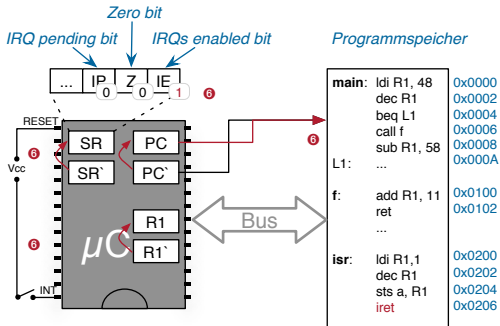 Zero bit
IRQ pending bit IRQs enabled bit
... IP Z IE
0 0 1
6
RESET
Vcc
6
6
INT
SR PC
SR` PC`
R1
R1`
µC
Bus
6
Programmspeicher
main: ldi R1, 48 0x0000
dec R1 0x0002
beq L1 0x0004
call f 0x0006
sub R1, 58 0x0008
L1: ... 0x000A
f: add R1, 11 0x0100
ret 0x0102
...
isr: ldi R1,1 0x0200
dec R1 0x0202
sts a, R1 0x0204
iret 0x0206